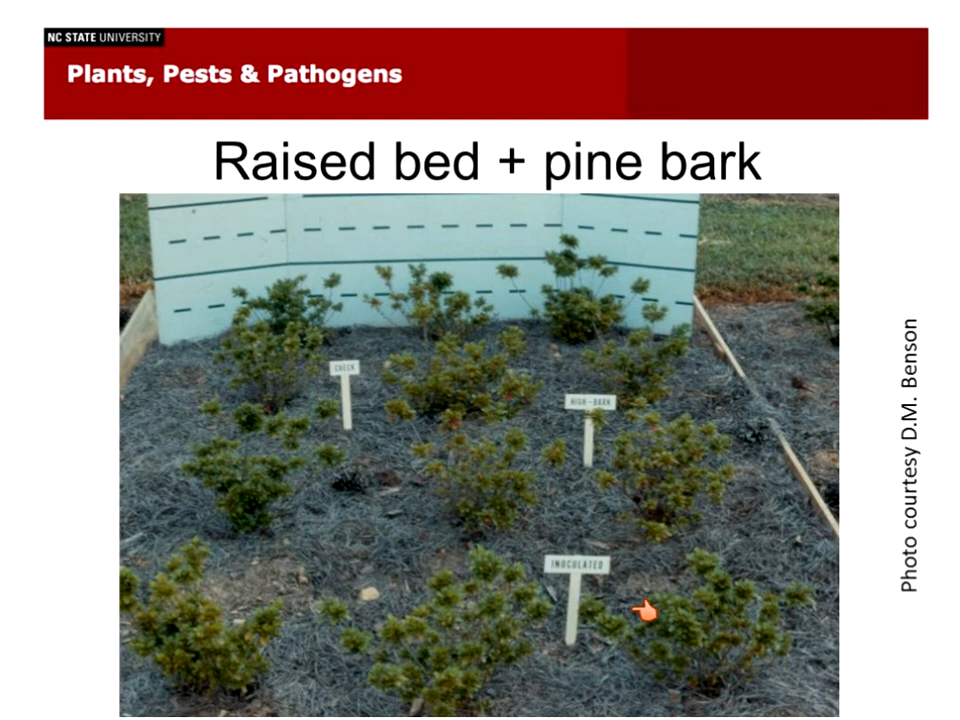 NC STATE UNIVERSITY
Plants, Pests & Pathogens
Raised bed + pine bark
CHECK
HIGH-BARK
INOCULATED
Photo courtesy D.M. Benson